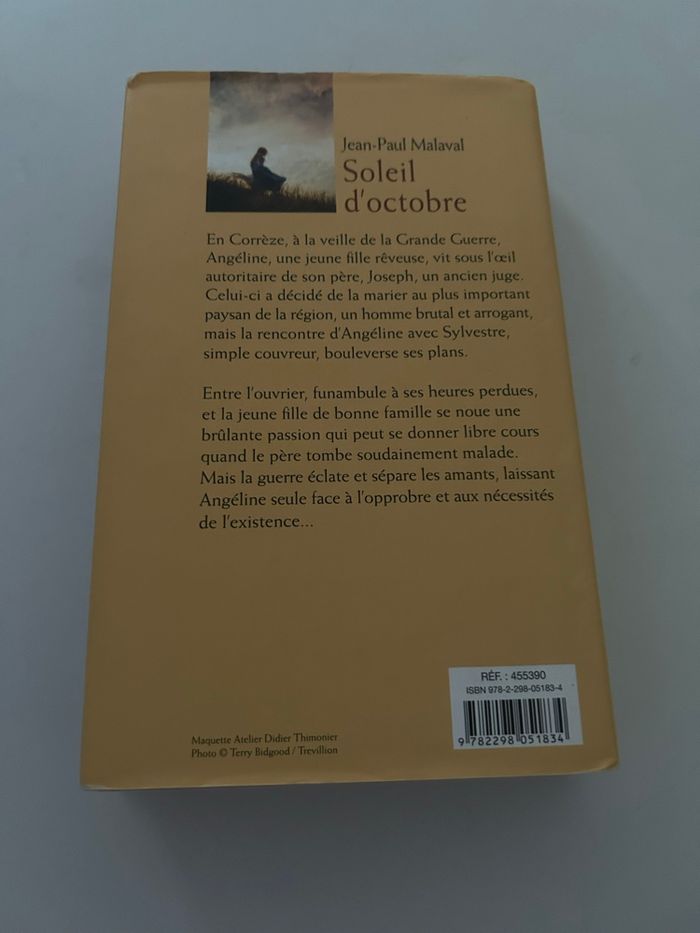 Jean-Paul Malaval
Soleil
d'octobre
En Corrèze, à la veille de la Grande Guerre,
Angéline, une jeune fille rêveuse, vit sous l'œil
autoritaire de son père, Joseph, un ancien juge.
Celui-ci a décidé de la marier au plus important
paysan de la région, un homme brutal et arrogant,
mais la rencontre d'Angéline avec Sylvestre,
simple couvreur, bouleverse ses plans.
Entre l'ouvrier, funambule à ses heures perdues,
et la jeune fille de bonne famille se noue une
brûlante passion qui peut se donner libre cours
quand le père tombe soudainement malade.
Mais la guerre éclate et sépare les amants, laissant
Angéline seule face à l'opprobre et aux nécessités
de l'existence...
RÉF. : 455390
ISBN 978-2-298-05183-4
9 782298 051834
Maquette Atelier Didier Thimonier
Photo © Terry Bidgood / Trevillion